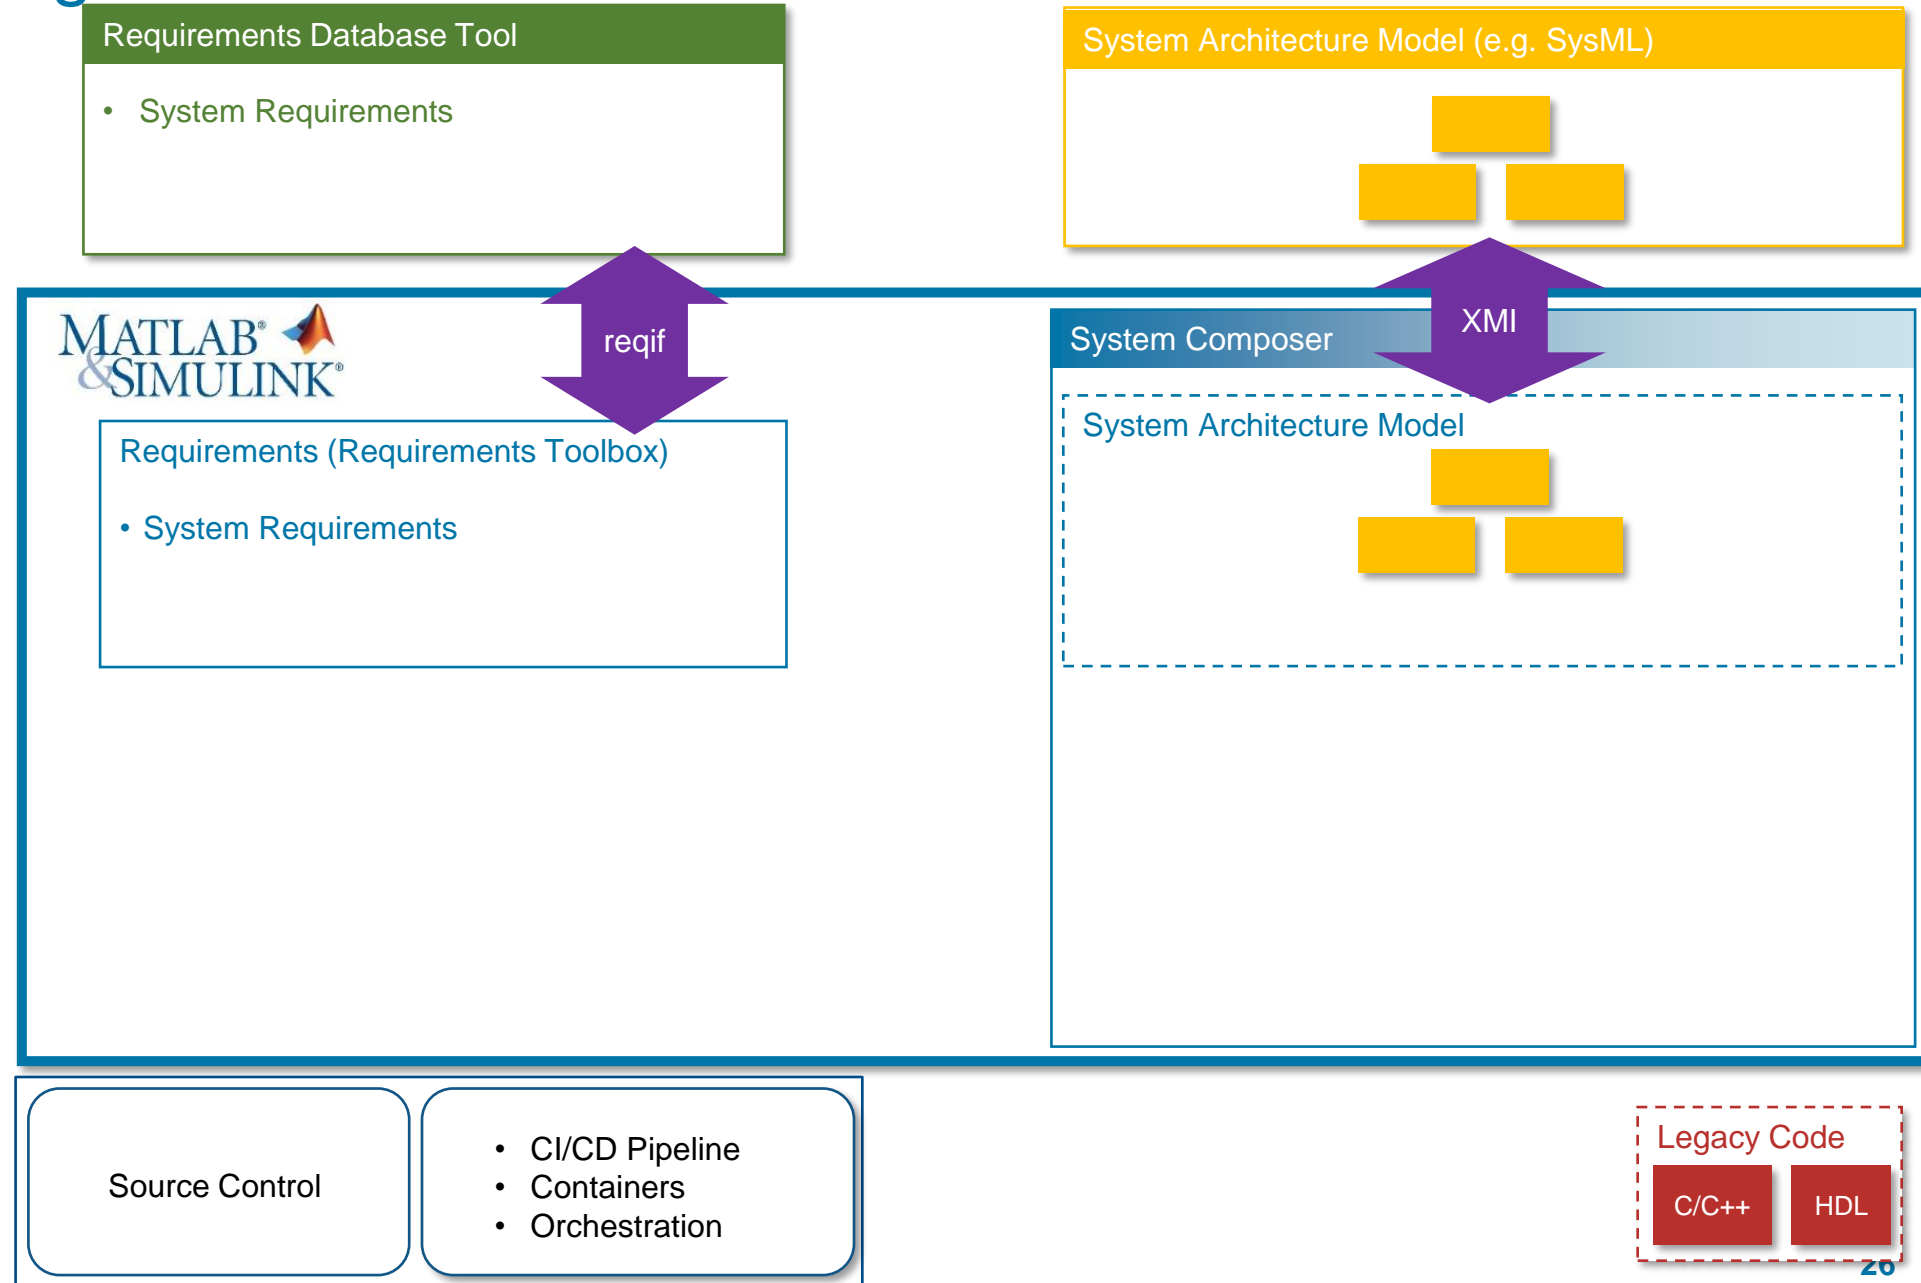 Requirements Database Tool
• System Requirements
System Architecture Model (e.g. SysML)
MATLAB®
&SIMULINK®
reqif
XMI
System Composer
Requirements (Requirements Toolbox)
• System Requirements
System Architecture Model
Source Control
• CI/CD Pipeline
• Containers
• Orchestration
Legacy Code
C/C++
HDL
26